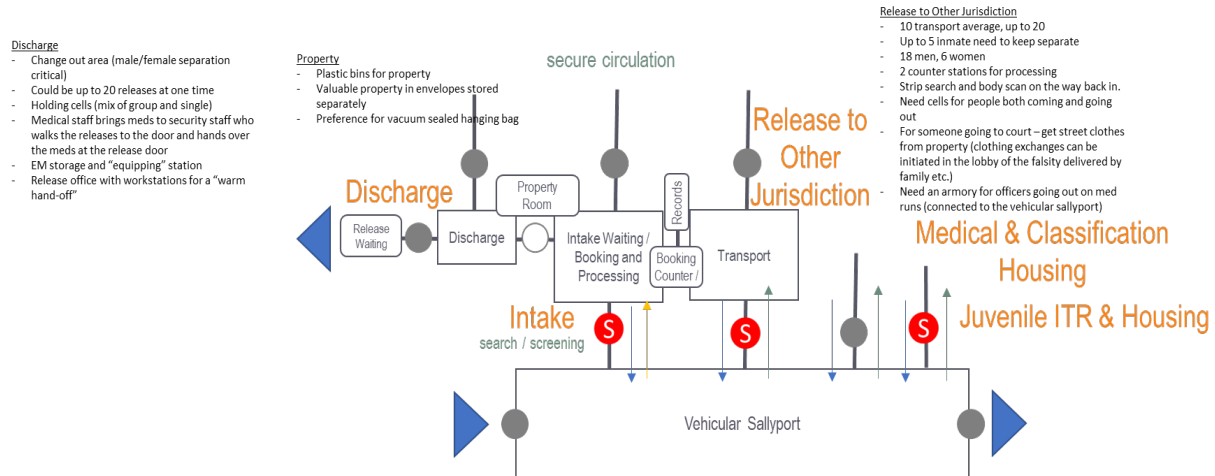 Discharge
- Change out area (male/female separation
critical)
- Could be up to 20 releases at one time
- Holding cells (mix of group and single)
- Medical staff brings meds to security staff who
walks the releases to the door and hands over
the meds at the release door
- EM storage and “equipping” station
- Release office with workstations for a “warm
hand-off”
Property
- Plastic bins for property
- Valuable property in envelopes stored
separately
- Preference for vacuum sealed hanging bag
secure circulation
Release to Other Jurisdiction
- 10 transport average, up to 20
- Up to 5 inmate need to keep separate
- 18 men, 6 women
- 2 counter stations for processing
- Strip search and body scan on the way back in.
- Need cells for people both coming and going
out
- For someone going to court – get street clothes
from property (clothing exchanges can be
initiated in the lobby of the falsity delivered by
family etc.)
- Need an armory for officers going out on med
runs (connected to the vehicular sallyport)
Release to
Other
Jurisdiction
Discharge
Property
Room
Records
Release
Waiting
Discharge
Intake Waiting /
Booking and
Processing
Booking
Counter /
Transport
Medical & Classification
Housing
Intake
search / screening
S
S
S
Juvenile ITR & Housing
Vehicular Sallyport